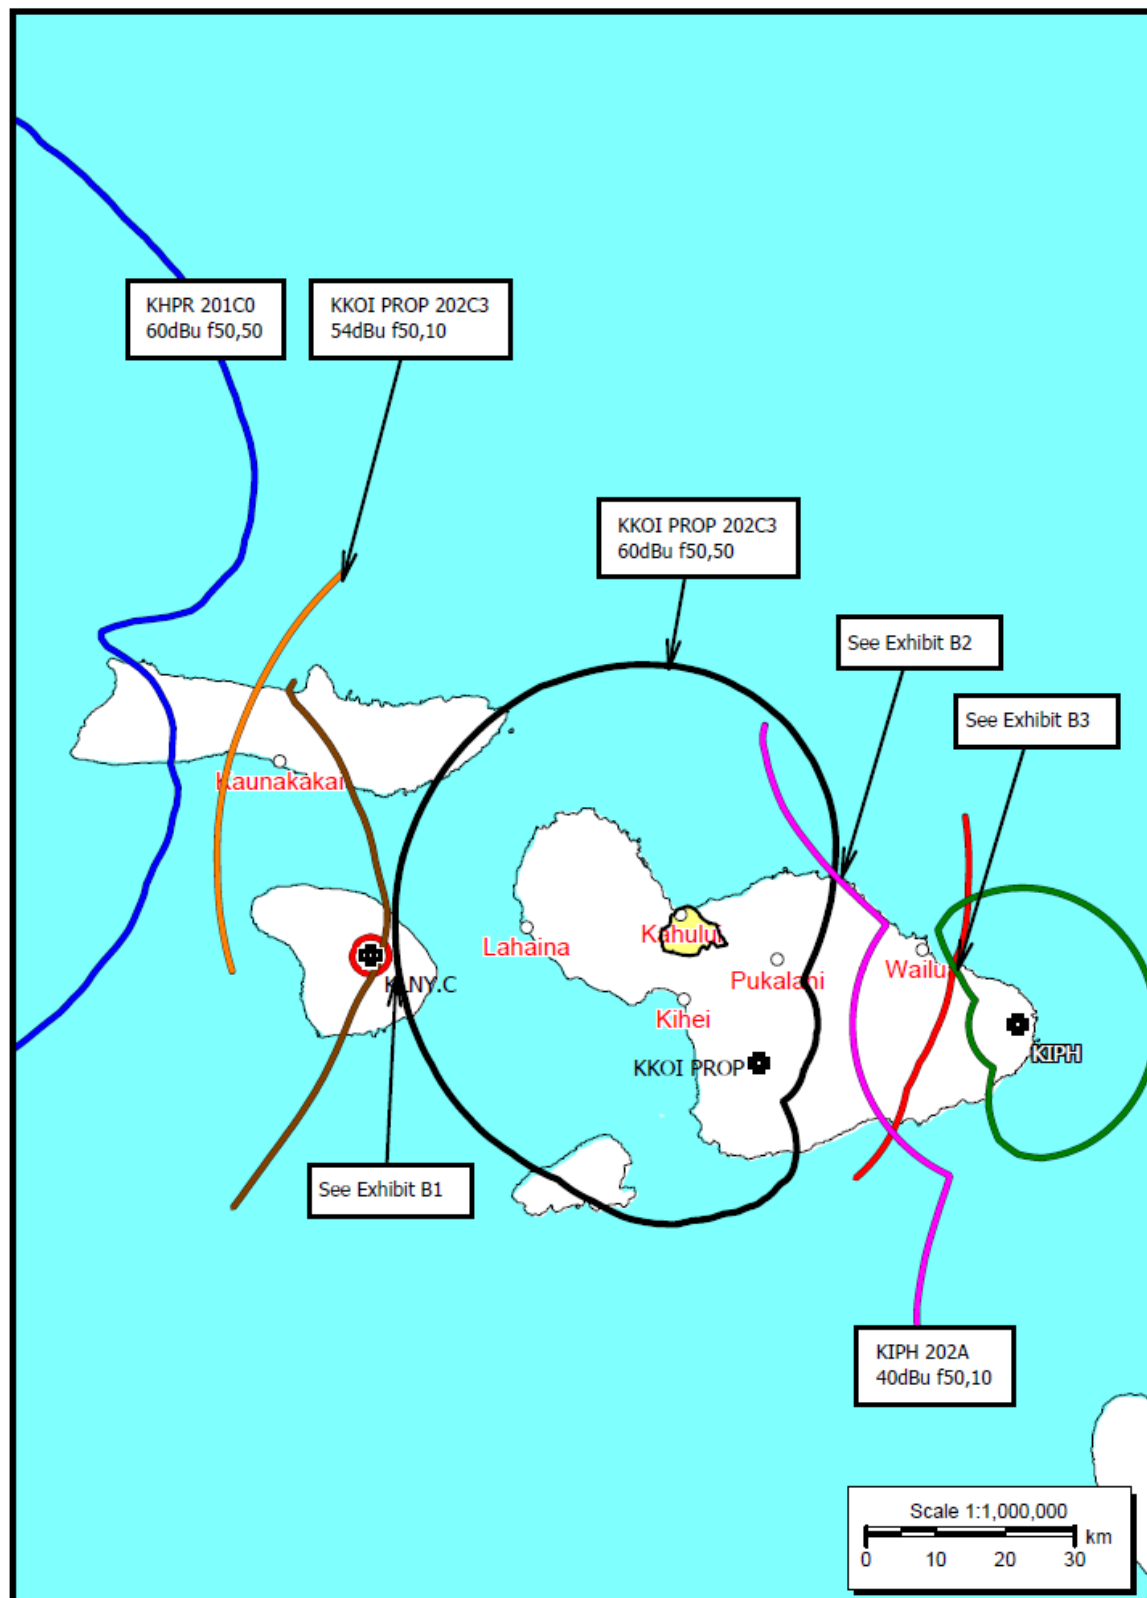 KHPR 201C0
60dBu f50,50
KKOI PROP 202C3
54dBu f50,10
KKOI PROP 202C3
60dBu f50,50
See Exhibit B2
See Exhibit B3
Kaunakakai
Kahului
Lahaina
Pukalani
Wailua
KLNY.C
Kihei
KIPH
KKOI PROP
See Exhibit B1
KIPH 202A
40dBu f50,10
Scale 1:1,000,000
km
0 10 20 30